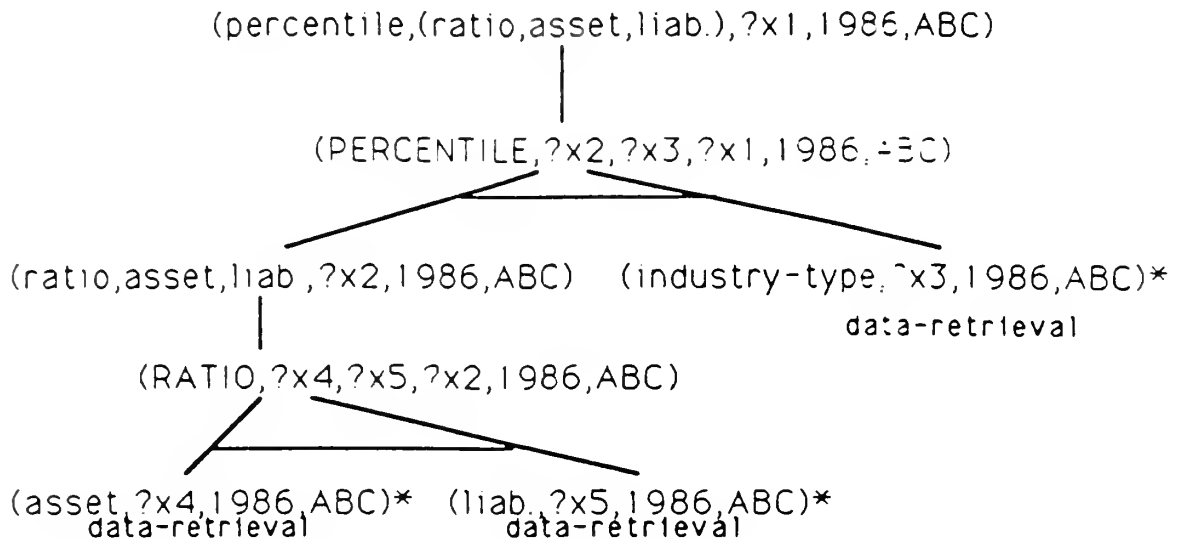 (percentile,(ratio,asset,liab.),?x1,1986,ABC)
(PERCENTILE,?x2,?x3,?x1,1986,ABC)
(ratio,asset,liab ,?x2,1986,ABC) (industry-type,?x3,1986,ABC)*
data-retrieval
(RATIO,?x4,?x5,?x2,1986,ABC)
(asset,?x4,1986,ABC)* (liab.,?x5,1986,ABC)*
data-retrieval data-retrieval